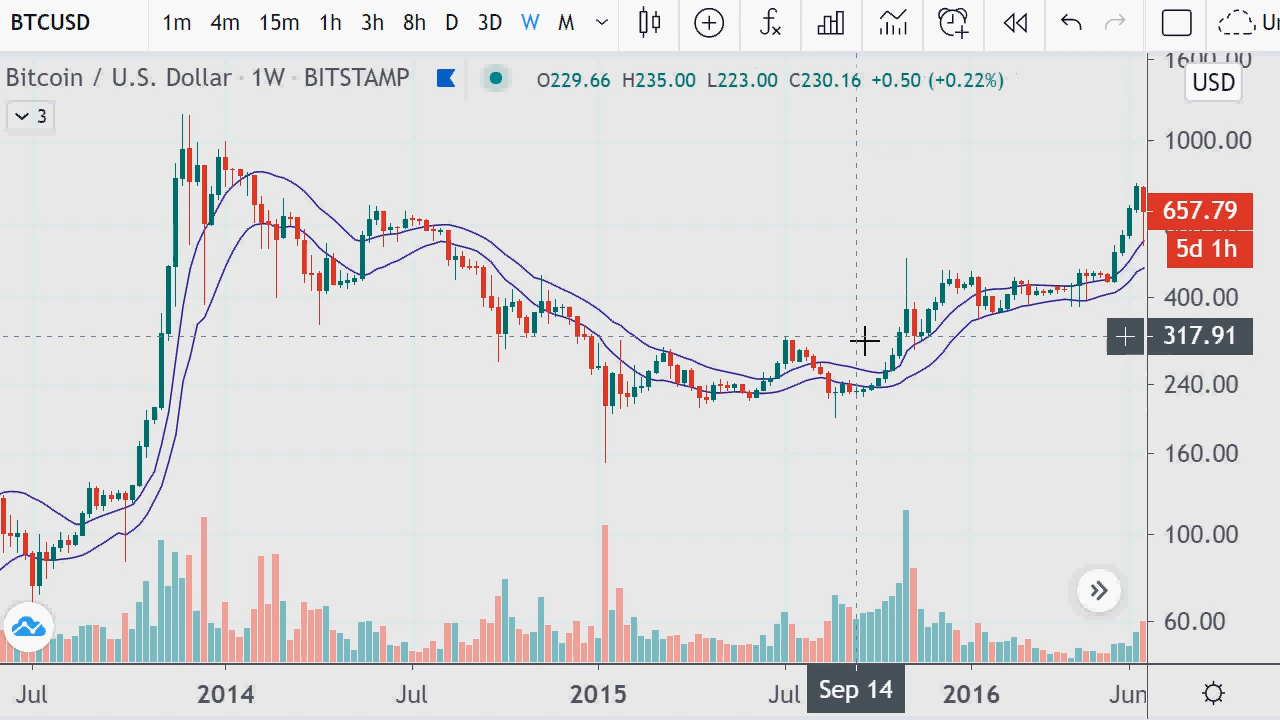 BTCUSD 1m 4m 15m 1h 3h 8h D 3D W M
Bitcoin / U.S. Dollar · 1W · BITSTAMP O229.66 H235.00 L223.00 C230.16 +0.50 (+0.22%)
USD
3
1000.00
657.79
5d 1h
400.00
317.91
240.00
160.00
100.00
60.00
Jul 2014 Jul 2015 Jul Sep 14 2016 Jun